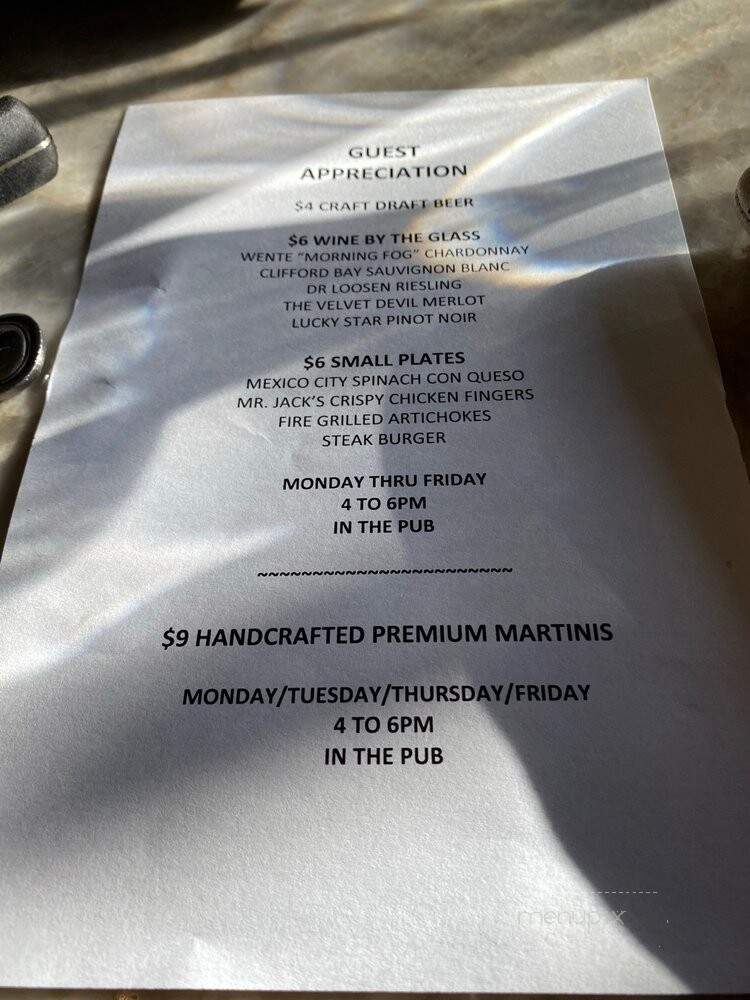 GUEST
APPRECIATION
$4 CRAFT DRAFT BEER
$6 WINE BY THE GLASS
WENTE "MORNING FOG" CHARDONNAY
CLIFFORD BAY SAUVIGNON BLANC
DR LOOSEN RIESLING
THE VELVET DEVIL MERLOT
LUCKY STAR PINOT NOIR
$6 SMALL PLATES
MEXICO CITY SPINACH CON QUESO
MR. JACK'S CRISPY CHICKEN FINGERS
FIRE GRILLED ARTICHOKES
STEAK BURGER
MONDAY THRU FRIDAY
4 TO 6PM
IN THE PUB
~~~~~~~~~~~~~~~~~~~~~~~
$9 HANDCRAFTED PREMIUM MARTINIS
MONDAY/TUESDAY/THURSDAY/FRIDAY
4 TO 6PM
IN THE PUB
menupix